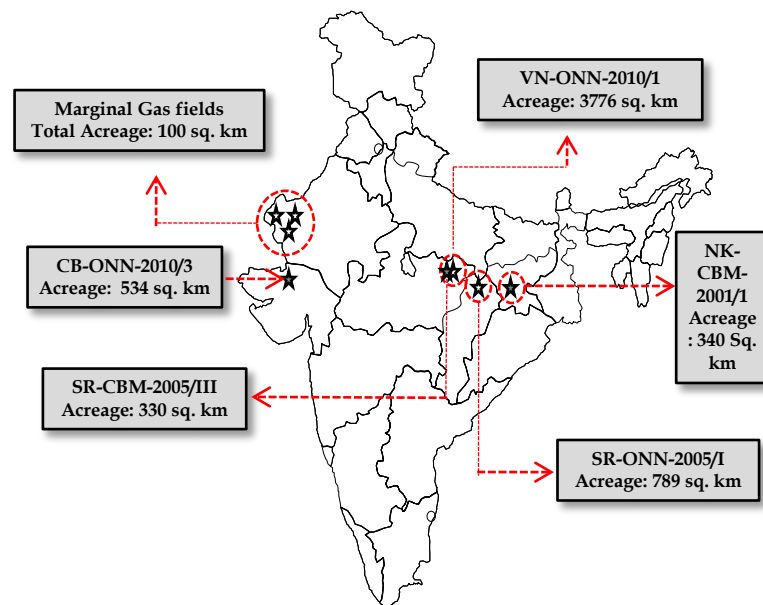 VN-ONN-2010/1
Acreage: 3776 sq. km
Marginal Gas fields
Total Acreage: 100 sq. km
CB-ONN-2010/3
Acreage: 534 sq. km
NK-
CBM-
2001/1
Acreage
: 340 Sq.
km
SR-CBM-2005/III
Acreage: 330 sq. km
SR-ONN-2005/I
Acreage: 789 sq. km